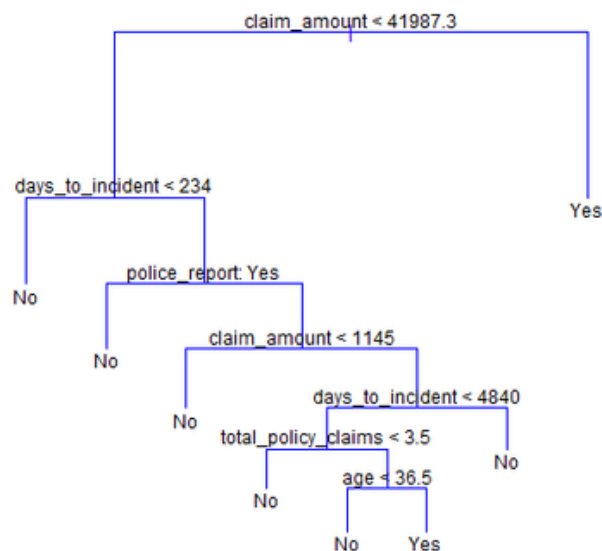 claim_amount < 41987.3
days_to_incident < 234
Yes
police_report: Yes
No
claim_amount < 1145
No
days_to_incident < 4840
No
total_policy_claims < 3.5
No
age < 36.5
No
No
Yes